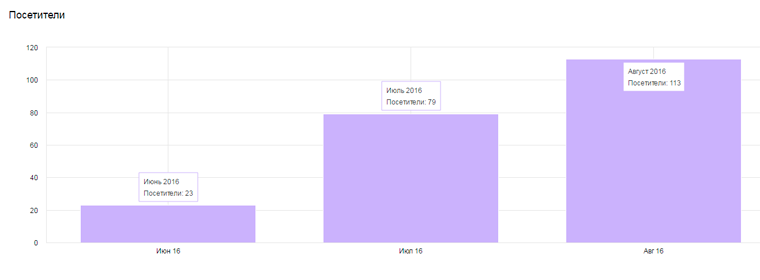 Посетители
120
100
80
60
40
20
0
Июнь 2016
Посетители: 23
Июль 2016
Посетители: 79
Август 2016
Посетители: 113
Июн 16
Июл 16
Авг 16